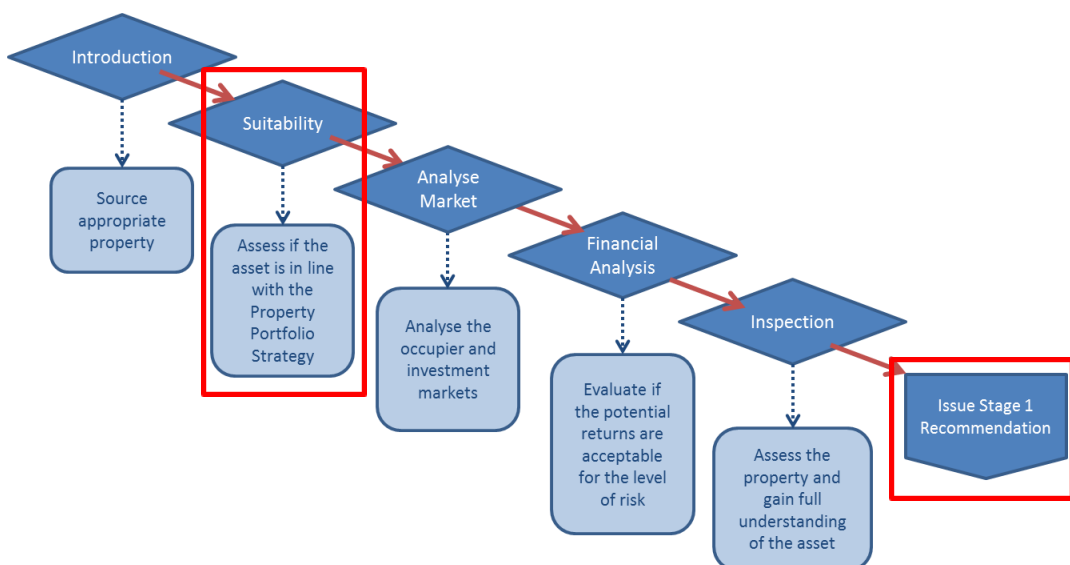 Introduction
Source
appropriate
property
Suitability
Assess if the
asset is in line
with the
Property
Portfolio
Strategy
Analyse
Market
Analyse the
occupier and
investment
markets
Financial
Analysis
Evaluate if
the potential
returns are
acceptable
for the level
of risk
Inspection
Assess the
property and
gain full
understanding
of the asset
Issue Stage 1
Recommendation